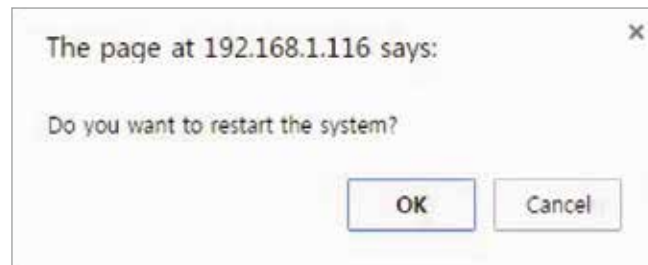 The page at 192.168.1.116 says:
Do you want to restart the system?
OK
Cancel